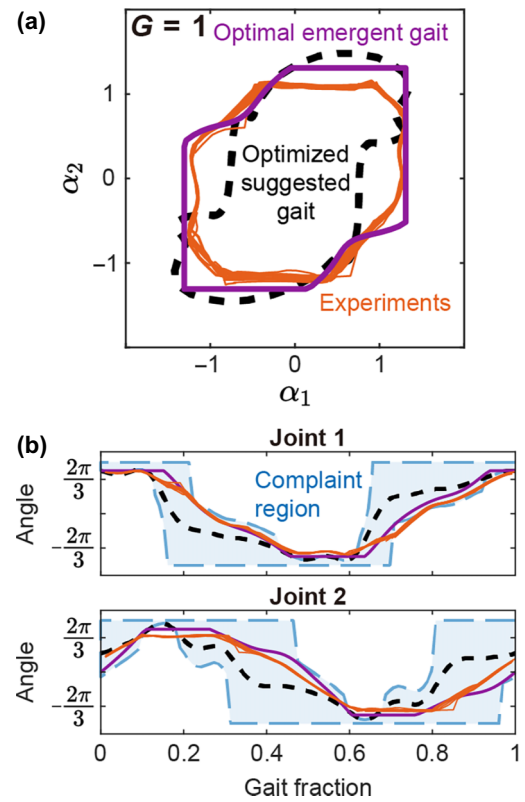 (a)
G = 1
Optimal emergent gait
1
0
−1
α2
Optimized
suggested
gait
Experiments
−1
0
1
α1
(b)
Joint 1
2π/3
−2π/3
Angle
Complaint
region
Joint 2
2π/3
−2π/3
Angle
0
0.2
0.4
0.6
0.8
1
Gait fraction